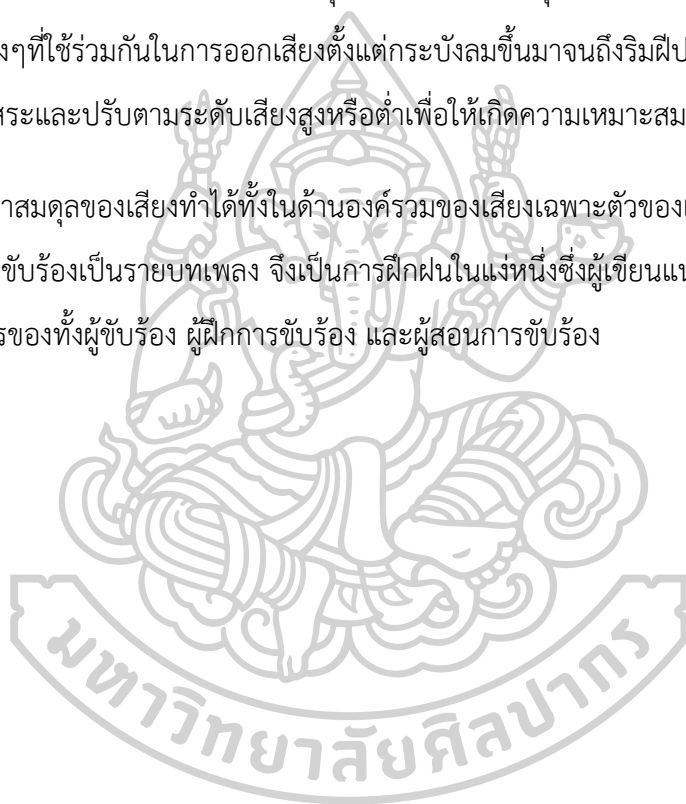 งๆที่ใช้ร่วมกันในการออกเสียงตั้งแต่กระบังลมขึ้นมาจนถึงริมฝีป
สระและปรับตามระดับเสียงสูงหรือต่ำเพื่อให้เกิดความเหมาะสม
าสมดุลของเสียงทำได้ทั้งในด้านองค์รวมของเสียงเฉพาะตัวของ
ขับร้องเป็นรายบทเพลง จึงเป็นการฝึกฝนในแง่หนึ่งซึ่งผู้เขียนแน
รของทั้งผู้ขับร้อง ผู้ฝึกการขับร้อง และผู้สอนการขับร้อง
มหาวิทยาลัยศิลปากร